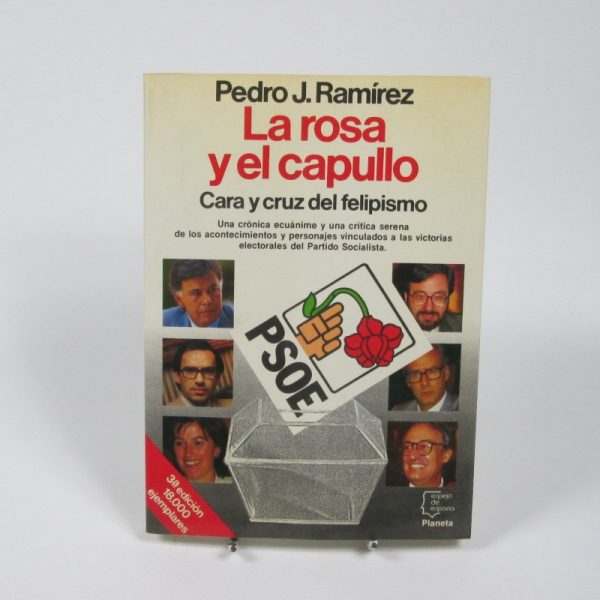 Pedro J. Ramírez
La rosa
y el capullo
Cara y cruz del felipismo
Una crónica ecuánime y una crítica serena
de los acontecimientos y personajes vinculados a las victorias
electorales del Partido Socialista.
PSOE
3ª edición
18.000
ejemplares
espejo
de
españa
Planeta